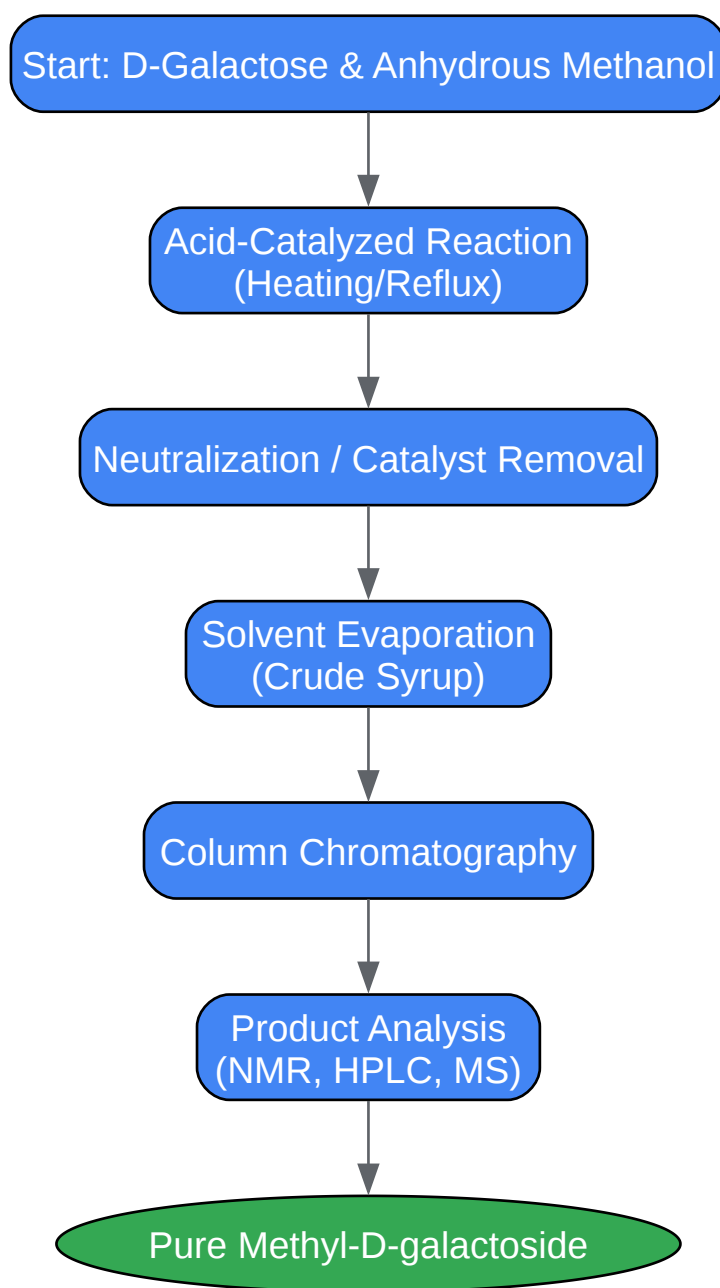 Start: D-Galactose & Anhydrous Methanol
Acid-Catalyzed Reaction
(Heating/Reflux)
Neutralization / Catalyst Removal
Solvent Evaporation
(Crude Syrup)
Column Chromatography
Product Analysis
(NMR, HPLC, MS)
Pure Methyl-D-galactoside